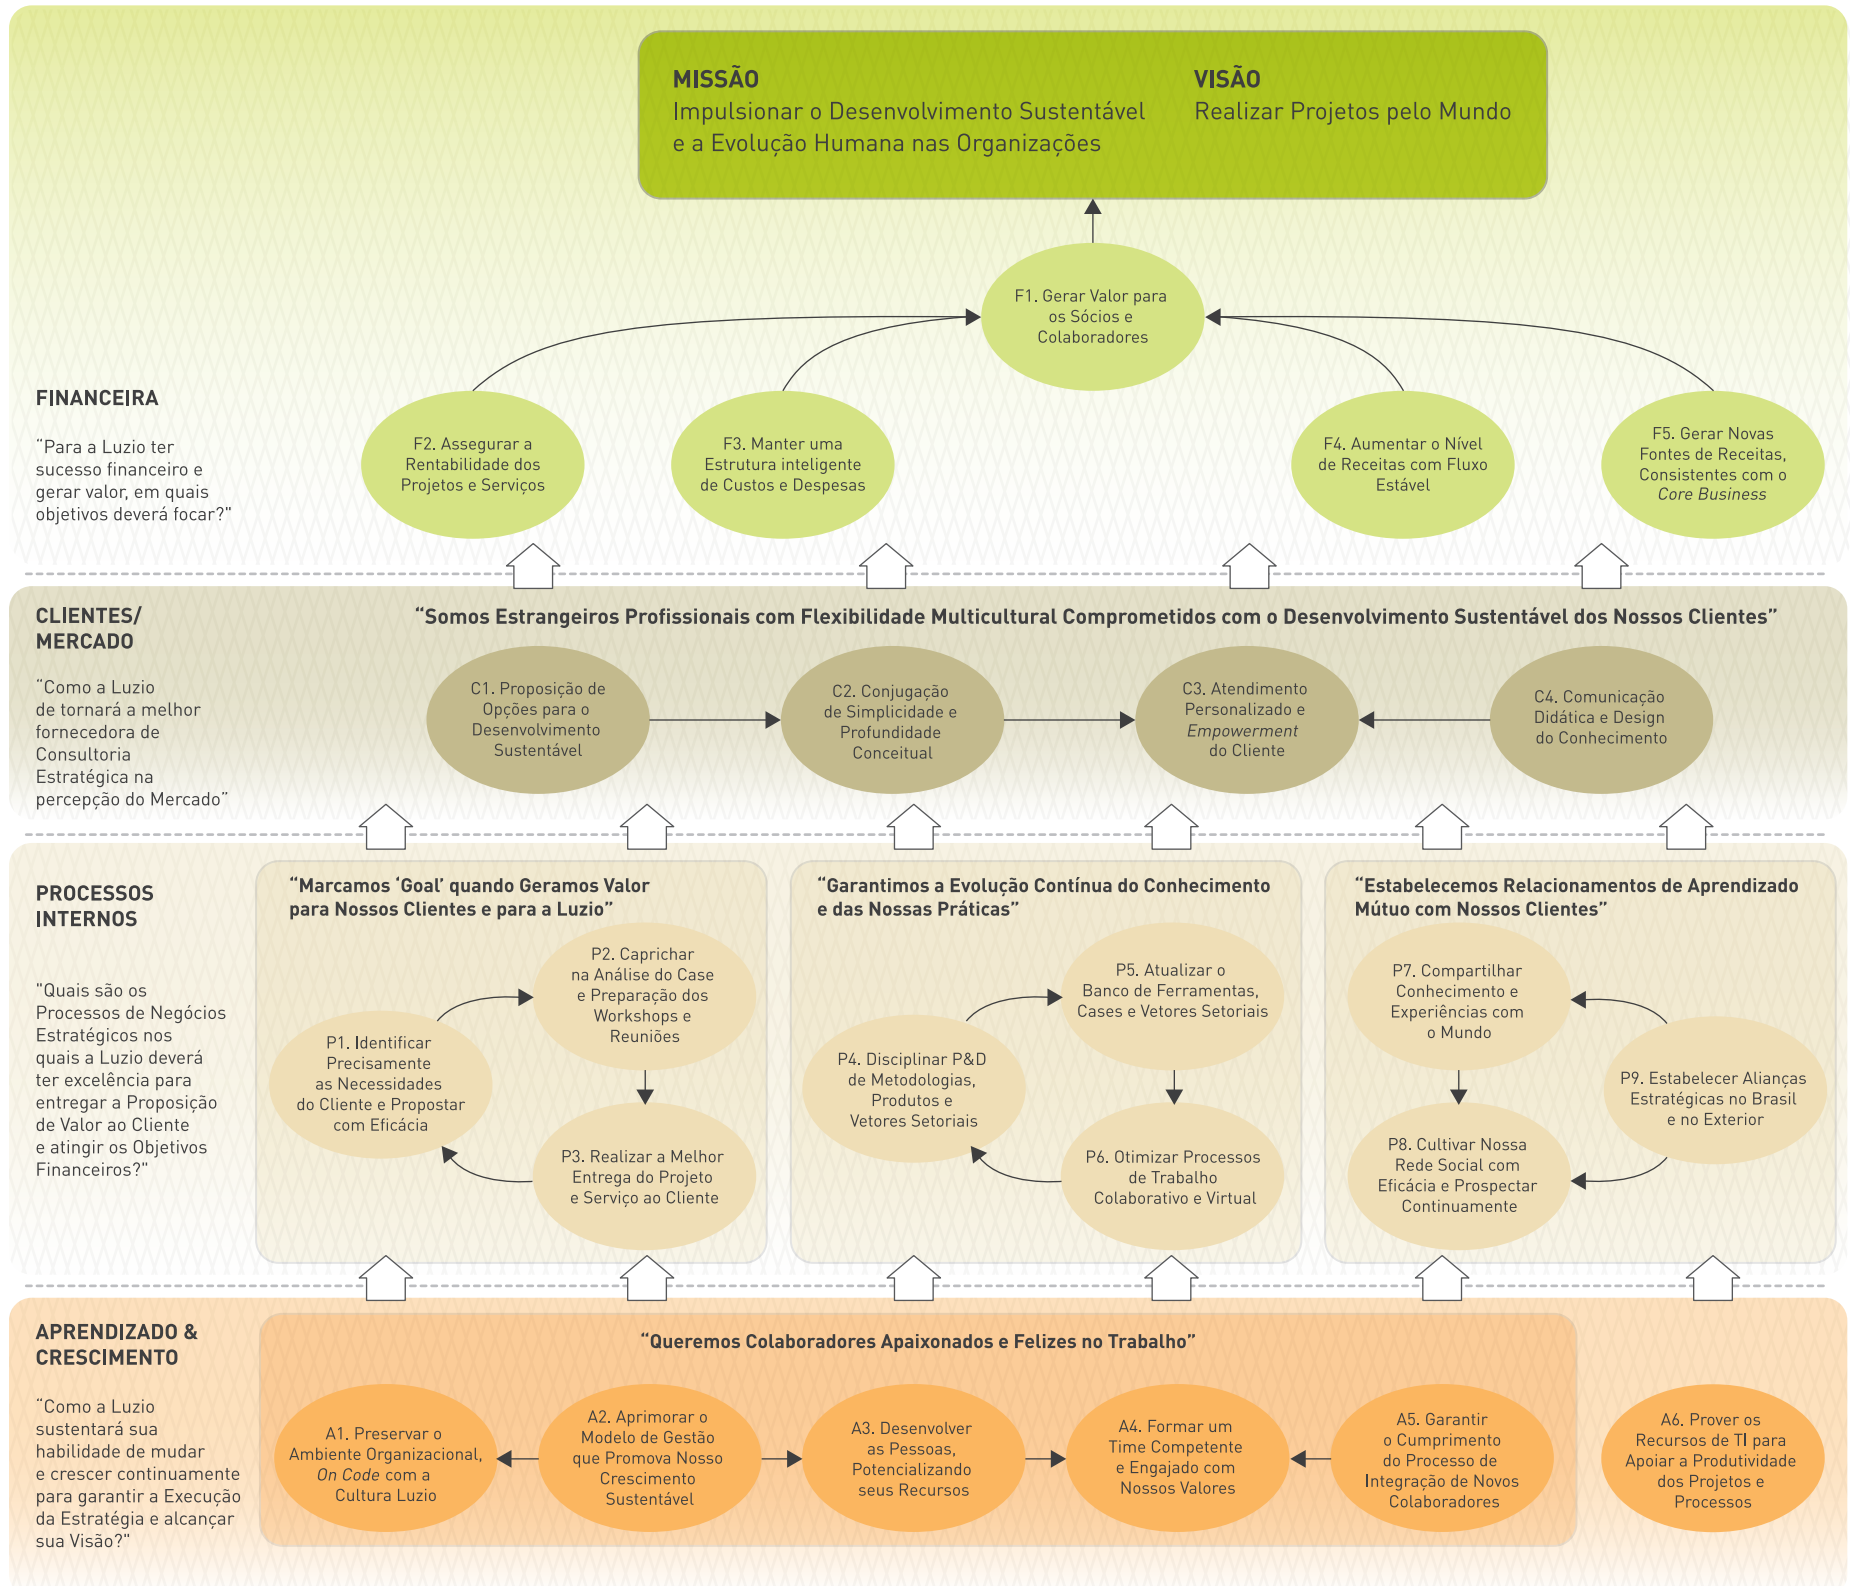 MISSÃO
Impulsionar o Desenvolvimento Sustentável
e a Evolução Humana nas Organizações
VISÃO
Realizar Projetos pelo Mundo
F1. Gerar Valor para
os Sócios e
Colaboradores
FINANCEIRA
“Para a Luzio ter
sucesso financeiro e
gerar valor, em quais
objetivos deverá focar?"
F2. Assegurar a
Rentabilidade dos
Projetos e Serviços
F3. Manter uma
Estrutura inteligente
de Custos e Despesas
F4. Aumentar o Nível
de Receitas com Fluxo
Estável
F5. Gerar Novas
Fontes de Receitas,
Consistentes com o
Core Business
CLIENTES/
MERCADO
“Como a Luzio
de tornará a melhor
fornecedora de
Consultoria
Estratégica na
percepção do Mercado”
“Somos Estrangeiros Profissionais com Flexibilidade Multicultural Comprometidos com o Desenvolvimento Sustentável dos Nossos Clientes”
C1. Proposição de
Opções para o
Desenvolvimento
Sustentável
C2. Conjugação
de Simplicidade e
Profundidade
Conceitual
C3. Atendimento
Personalizado e
Empowerment
do Cliente
C4. Comunicação
Didática e Design
do Conhecimento
PROCESSOS
INTERNOS
"Quais são os
Processos de Negócios
Estratégicos nos
quais a Luzio deverá
ter excelência para
entregar a Proposição
de Valor ao Cliente
e atingir os Objetivos
Financeiros?"
“Marcamos ‘Goal’ quando Geramos Valor
para Nossos Clientes e para a Luzio”
P1. Identificar
Precisamente
as Necessidades
do Cliente e Propostar
com Eficácia
P2. Caprichar
na Análise do Case
e Preparação dos
Workshops e
Reuniões
P3. Realizar a Melhor
Entrega do Projeto
e Serviço ao Cliente
“Garantimos a Evolução Contínua do Conhecimento
e das Nossas Práticas”
P4. Disciplinar P&D
de Metodologias,
Produtos e
Vetores Setoriais
P5. Atualizar o
Banco de Ferramentas,
Cases e Vetores Setoriais
P6. Otimizar Processos
de Trabalho
Colaborativo e Virtual
“Estabelecemos Relacionamentos de Aprendizado
Mútuo com Nossos Clientes”
P7. Compartilhar
Conhecimento e
Experiências com
o Mundo
P8. Cultivar Nossa
Rede Social com
Eficácia e Prospectar
Continuamente
P9. Estabelecer Alianças
Estratégicas no Brasil
e no Exterior
APRENDIZADO &
CRESCIMENTO
“Como a Luzio
sustentará sua
habilidade de mudar
e crescer continuamente
para garantir a Execução
da Estratégia e alcançar
sua Visão?"
“Queremos Colaboradores Apaixonados e Felizes no Trabalho”
A1. Preservar o
Ambiente Organizacional,
On Code com a
Cultura Luzio
A2. Aprimorar o
Modelo de Gestão
que Promova Nosso
Crescimento
Sustentável
A3. Desenvolver
as Pessoas,
Potencializando
seus Recursos
A4. Formar um
Time Competente
e Engajado com
Nossos Valores
A5. Garantir
o Cumprimento
do Processo de
Integração de Novos
Colaboradores
A6. Prover os
Recursos de TI para
Apoiar a Produtividade
dos Projetos e
Processos